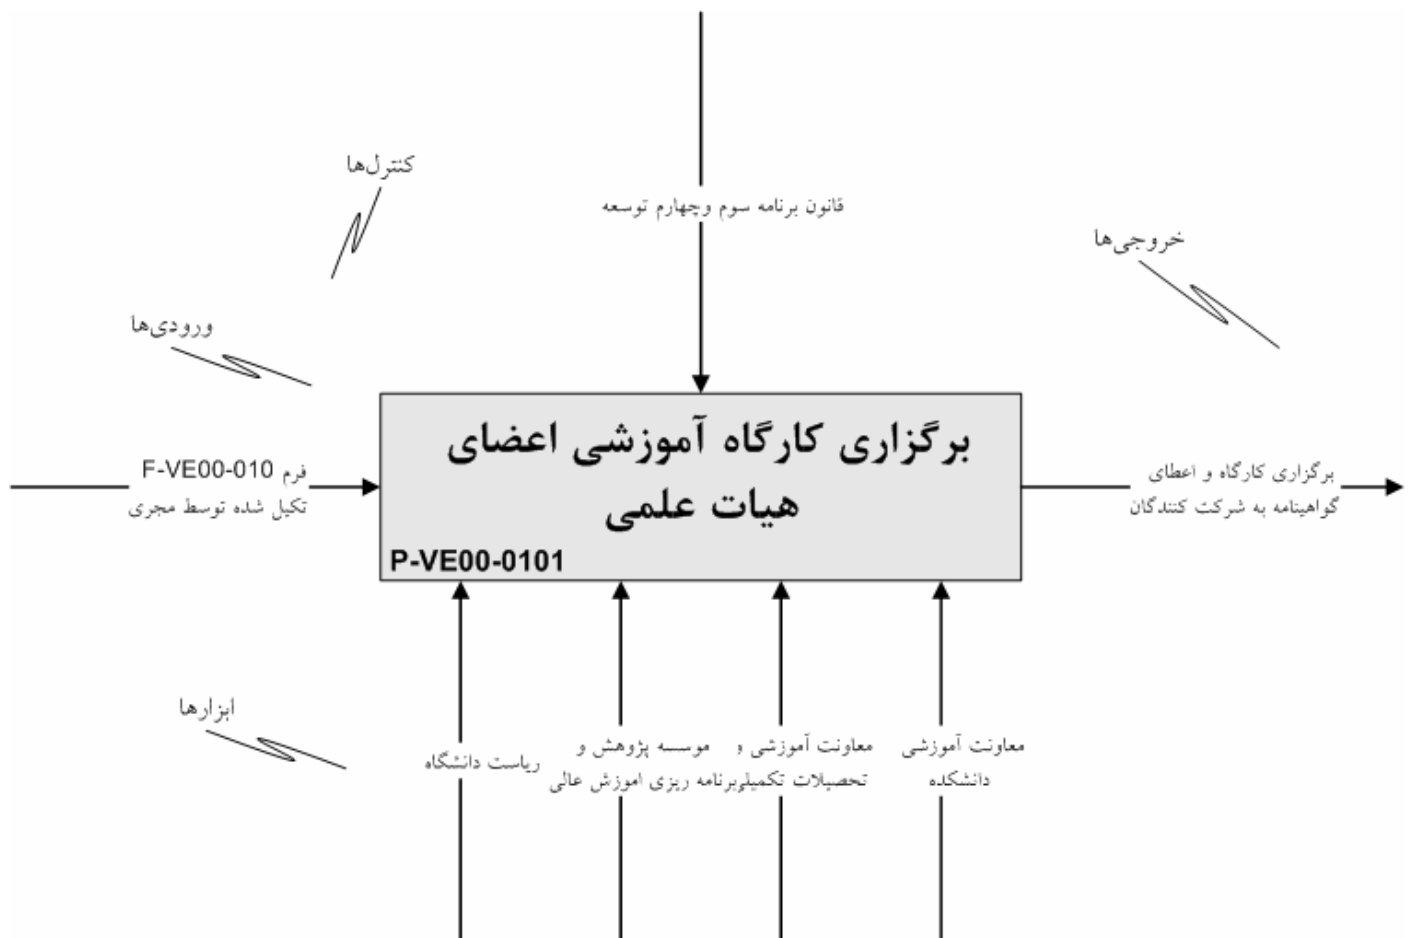 کنترل‌ها
قانون برنامه سوم وچهارم توسعه
خروجی‌ها
ورودی‌ها
برگزاری کارگاه آموزشی اعضای
هیات علمی
P-VE00-0101
فرم F-VE00-010
تکیل شده توسط مجری
برگزاری کارگاه و اعطای
گواهینامه به شرکت کنندگان
ابزارها
معاونت آموزشی
دانشکده
معاونت آموزشی و
تحصیلات تکمیلی
موسسه پژوهش و
برنامه ریزی اموزش عالی
ریاست دانشگاه